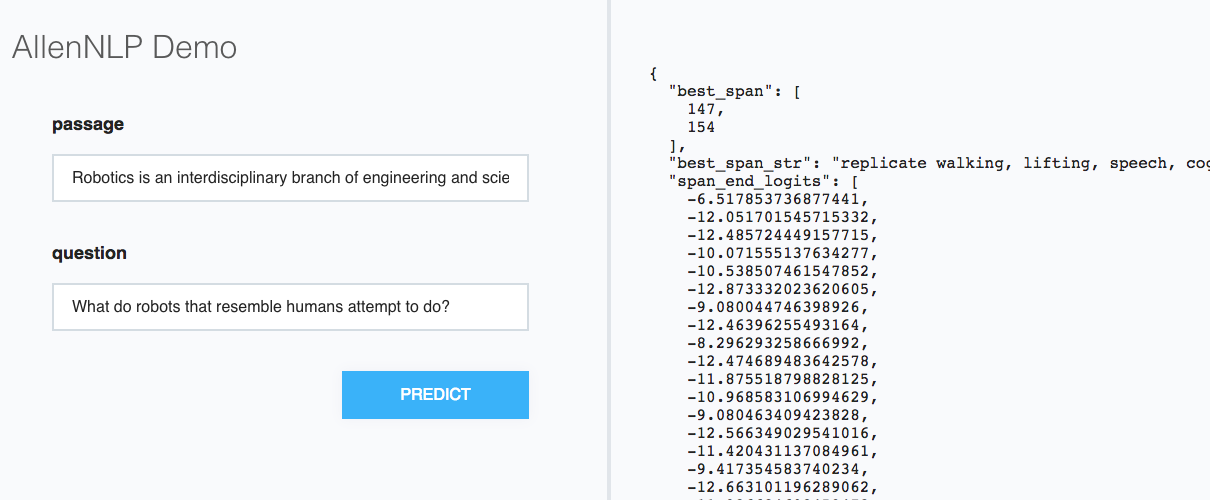 AllenNLP Demo
passage
Robotics is an interdisciplinary branch of engineering and scie
question
What do robots that resemble humans attempt to do?
PREDICT
{
"best_span": [
147,
154
],
"best_span_str": "replicate walking, lifting, speech, cog
"span_end_logits": [
-6.517853736877441,
-12.051701545715332,
-12.485724449157715,
-10.071555137634277,
-10.538507461547852,
-12.873332023620605,
-9.080044746398926,
-12.46396255493164,
-8.296293258666992,
-12.474689483642578,
-11.875518798828125,
-10.968583106994629,
-9.080463409423828,
-12.566349029541016,
-11.420431137084961,
-9.417354583740234,
-12.663101196289062,